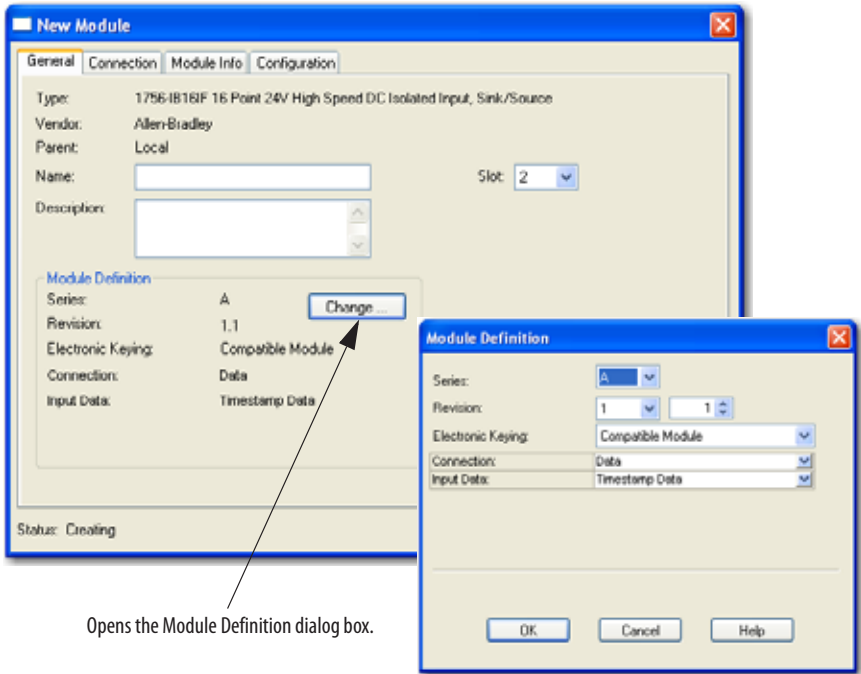 New Module
General Connection Module Info Configuration
Type: 1756-IB16IF 16 Point 24V High Speed DC Isolated Input, Sink/Source
Vendor: Allen-Bradley
Parent: Local
Name:
Slot: 2
Description:
Module Definition
Series: A
Change ...
Revision: 1.1
Electronic Keying: Compatible Module
Connection: Data
Input Data: Timestamp Data
Status: Creating
Module Definition
Series: A
Revision: 1 1
Electronic Keying: Compatible Module
Connection: Data
Input Data: Timestamp Data
OK Cancel Help
Opens the Module Definition dialog box.